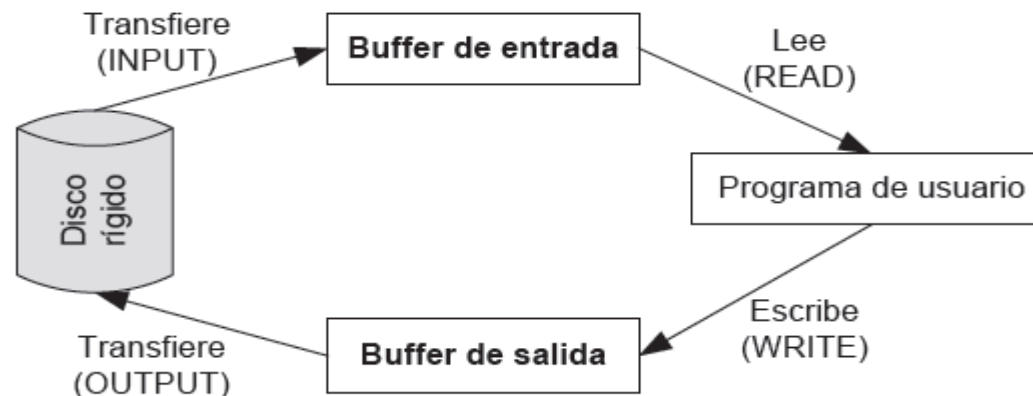 Transfiere
(INPUT)
Buffer de entrada
Lee
(READ)
Disco
rígido
Programa de usuario
Escribe
(WRITE)
Buffer de salida
Transfiere
(OUTPUT)